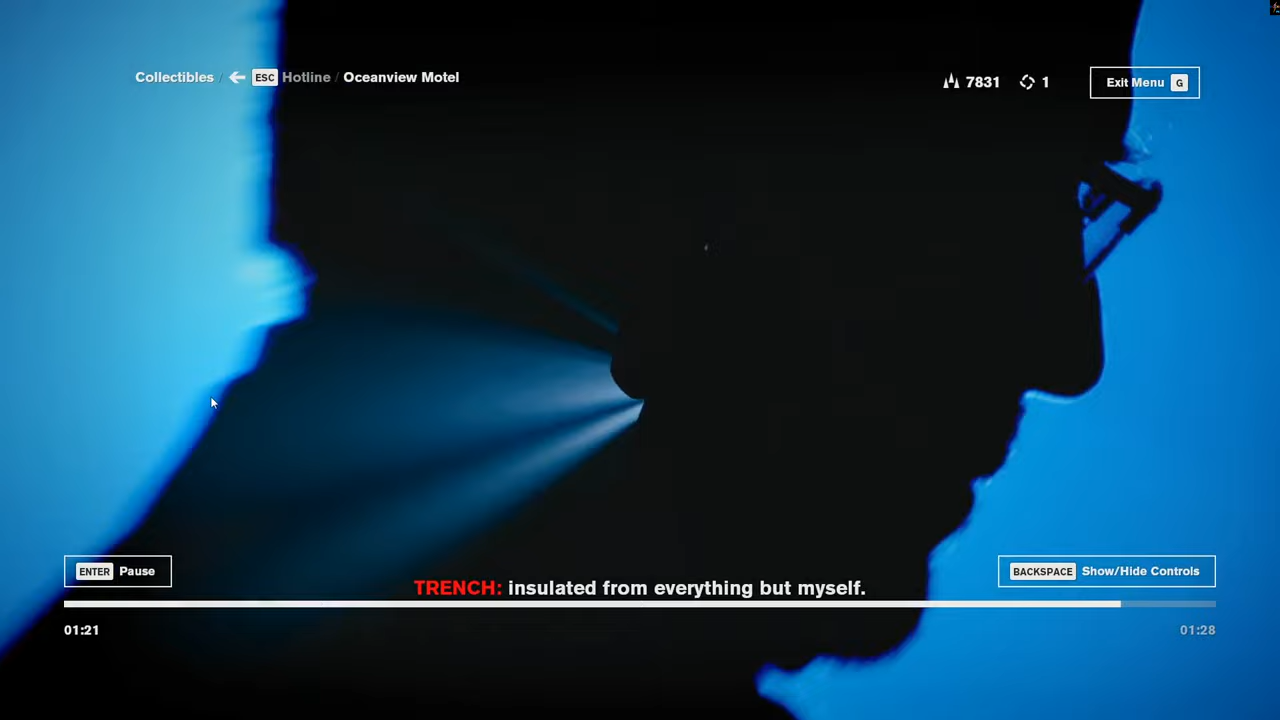 Collectibles / ESC Hotline / Oceanview Motel
7831 1
Exit Menu G
ENTER Pause
BACKSPACE Show/Hide Controls
TRENCH: insulated from everything but myself.
01:21
01:28